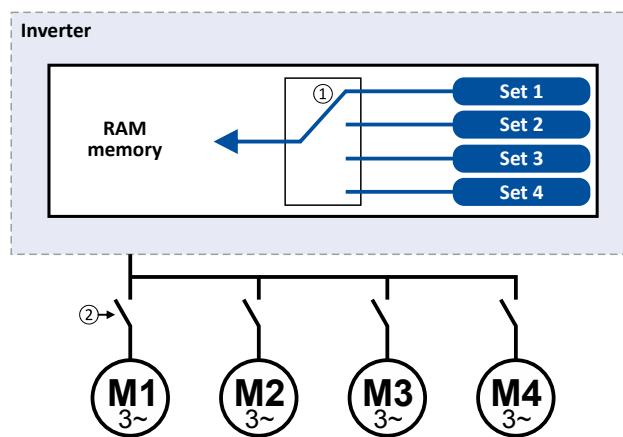 Inverter
①
Set 1
Set 2
RAM
memory
Set 3
Set 4
②
M1 M2 M3 M4
3~ 3~ 3~ 3~